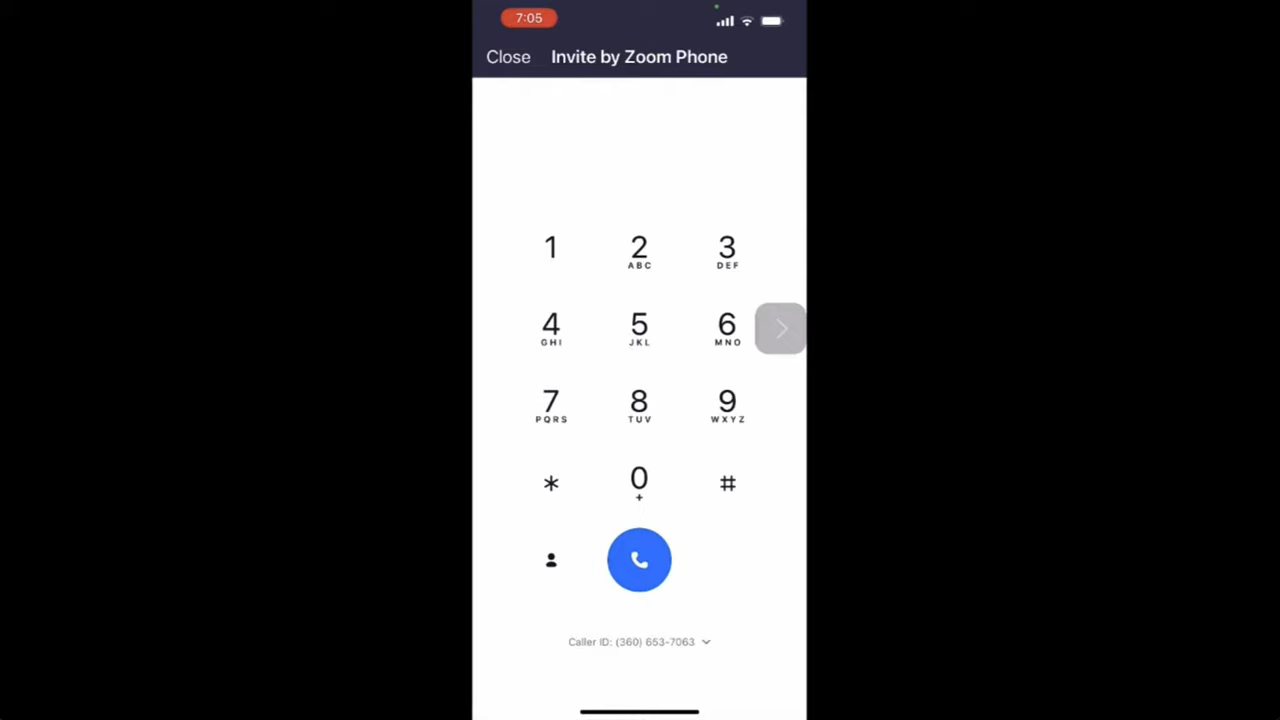 7:05
Close Invite by Zoom Phone
1 2 3
ABC DEF
4 5 6
GHI JKL MNO
7 8 9
PQRS TUV WXYZ
* 0 #
+
Caller ID: (360) 653-7063